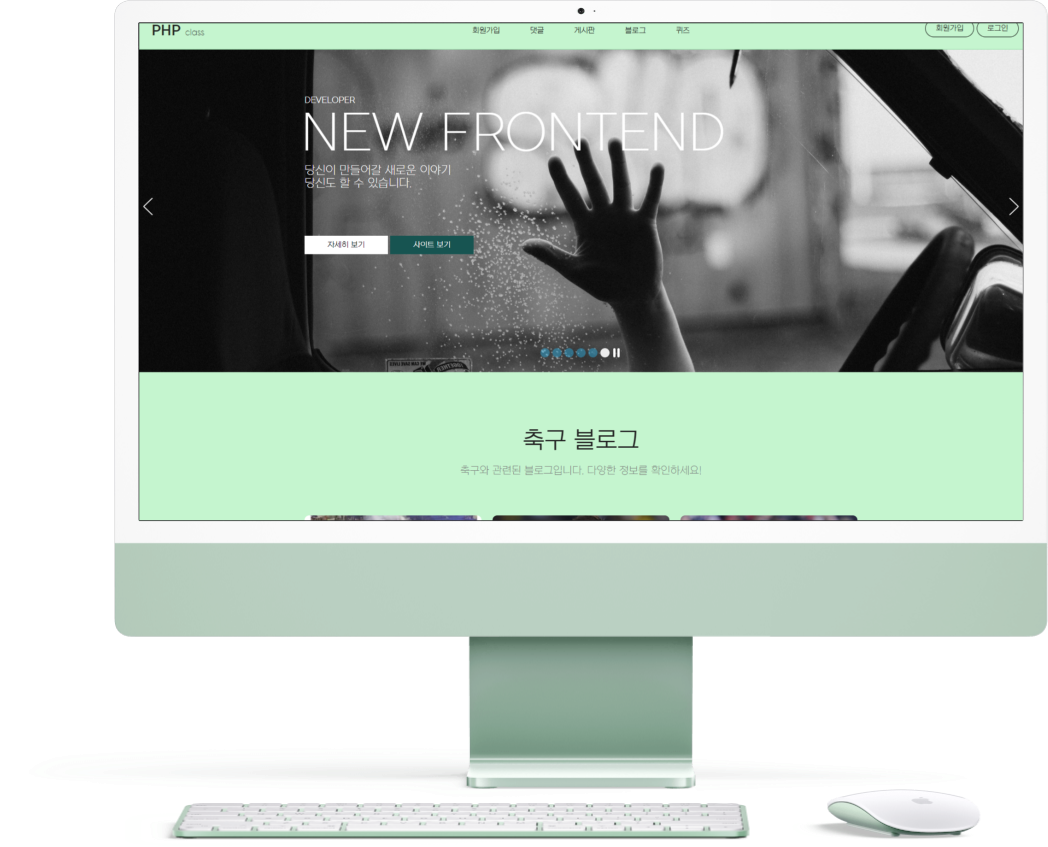 PHP class
회원가입 댓글 게시판 블로그 퀴즈
회원가입 로그인
DEVELOPER
NEW FRONTEND
당신이 만들어갈 새로운 이야기
당신도 할 수 있습니다.
자세히 보기 사이트 보기
축구 블로그
축구와 관련된 블로그입니다. 다양한 정보를 확인하세요!